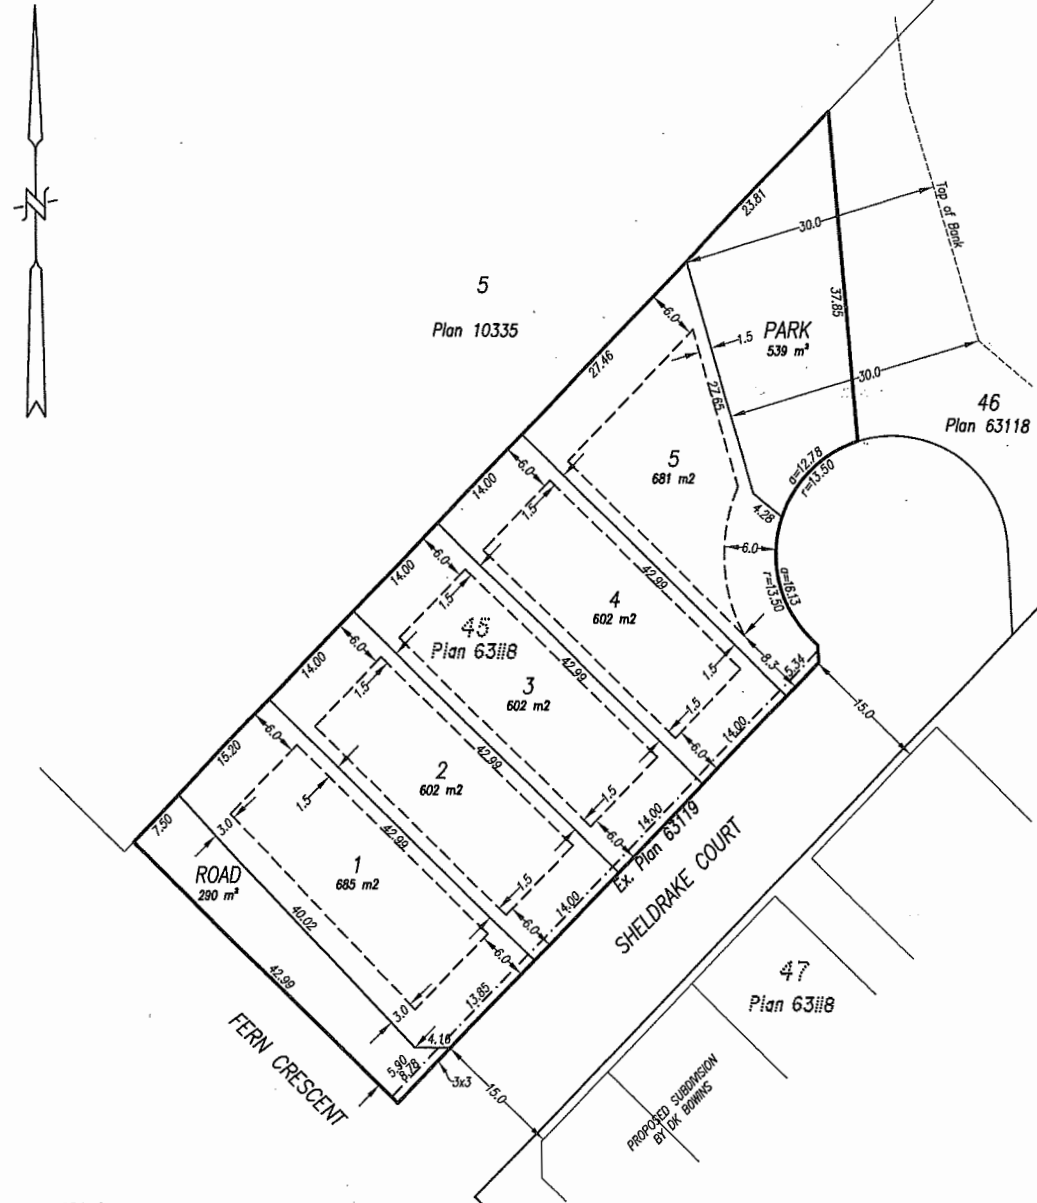 N
23.81
30.0
Top of Bank
5
Plan 10335
6.0
37.85
1.5
PARK
539 m²
27.46
30.0
27.65
46
Plan 63118
5
681 m2
a=12.78
r=13.50
6.0
14.00
1.5
4.28
6.0
42.99
a=16.13
r=13.50
6.0
14.00
1.5
4
602 m2
45
Plan 63118
42.99
1.5
8.3
5.34
6.0
14.00
1.5
3
602 m2
1.5
14.00
15.0
6.0
42.99
15.20
6.0
2
602 m2
1.5
14.00
6.0
Ex. Plan 63119
1.5
7.50
3.0
42.99
1
685 m2
SHELDRAKE COURT
ROAD
290 m²
1.5
14.00
6.0
40.02
6.0
42.99
13.85
47
Plan 63118
3.0
4.16
FERN CRESCENT
5.90
8.78
3x3
15.0
PROPOSED SUBDIVISION
BY DK BOWINS